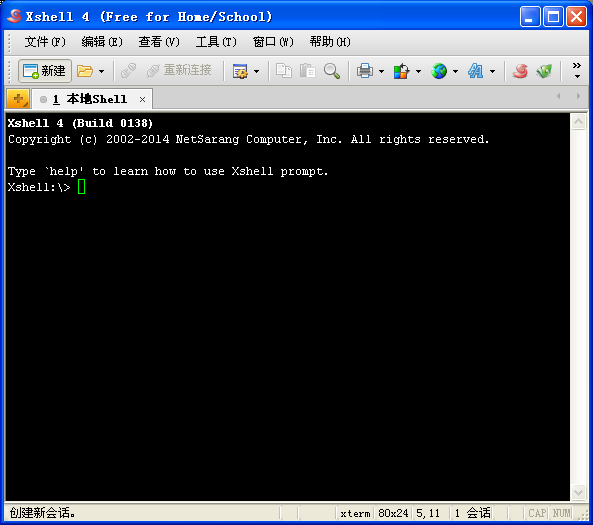 Xshell 4 (Free for Home/School)
文件(F) 编辑(E) 查看(V) 工具(T) 窗口(W) 帮助(H)
新建 重新连接
1 本地Shell
Xshell 4 (Build 0138)
Copyright (c) 2002-2014 NetSarang Computer, Inc. All rights reserved.
Type `help' to learn how to use Xshell prompt.
Xshell:\>
创建新会话。 xterm 80x24 5,11 1 会话 CAP NUM